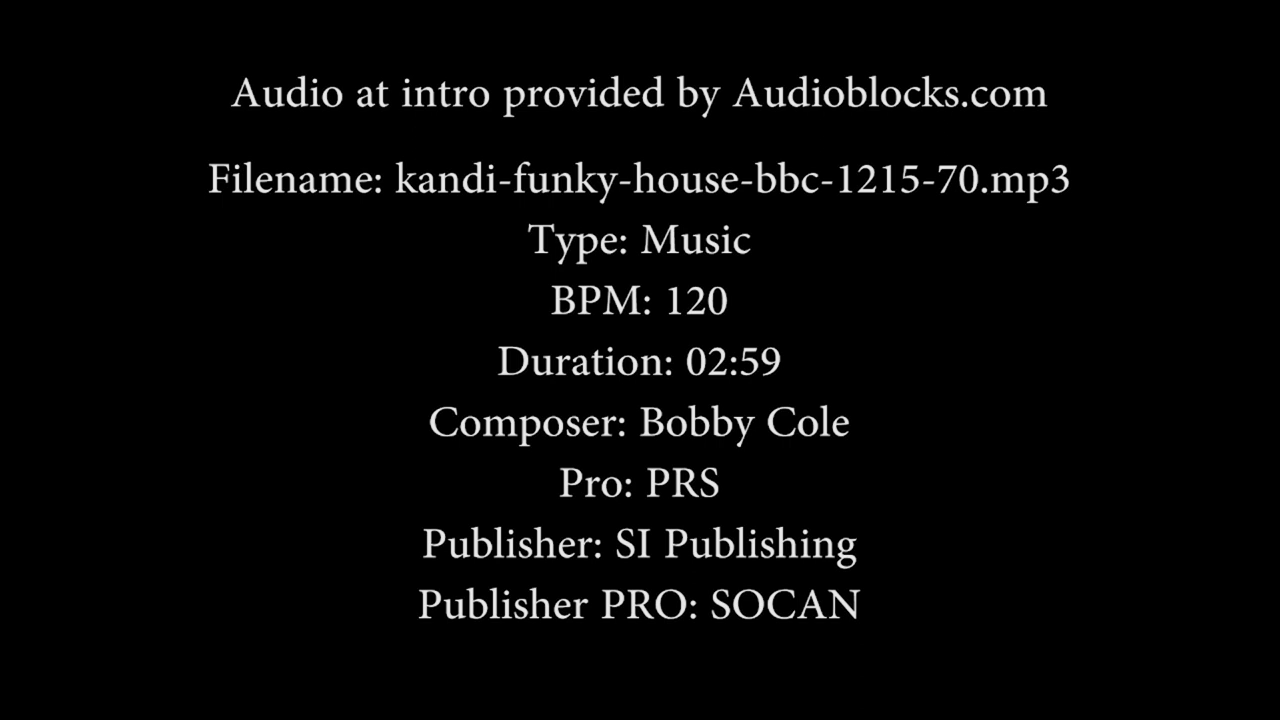 Audio at intro provided by Audioblocks.com
Filename: kandi-funky-house-bbc-1215-70.mp3
Type: Music
BPM: 120
Duration: 02:59
Composer: Bobby Cole
Pro: PRS
Publisher: SI Publishing
Publisher PRO: SOCAN